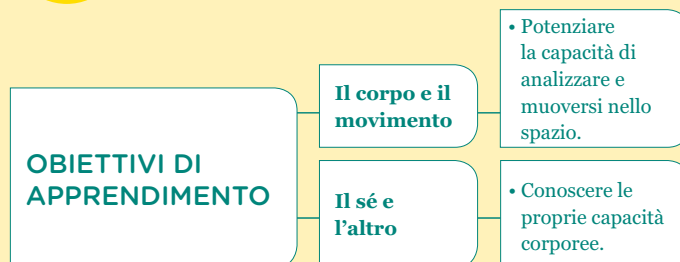 OBIETTIVI DI
APPRENDIMENTO
Il corpo e il
movimento
• Potenziare
la capacità di
analizzare e
muoversi nello
spazio.
Il sé e
l’altro
• Conoscere le
proprie capacità
corporee.